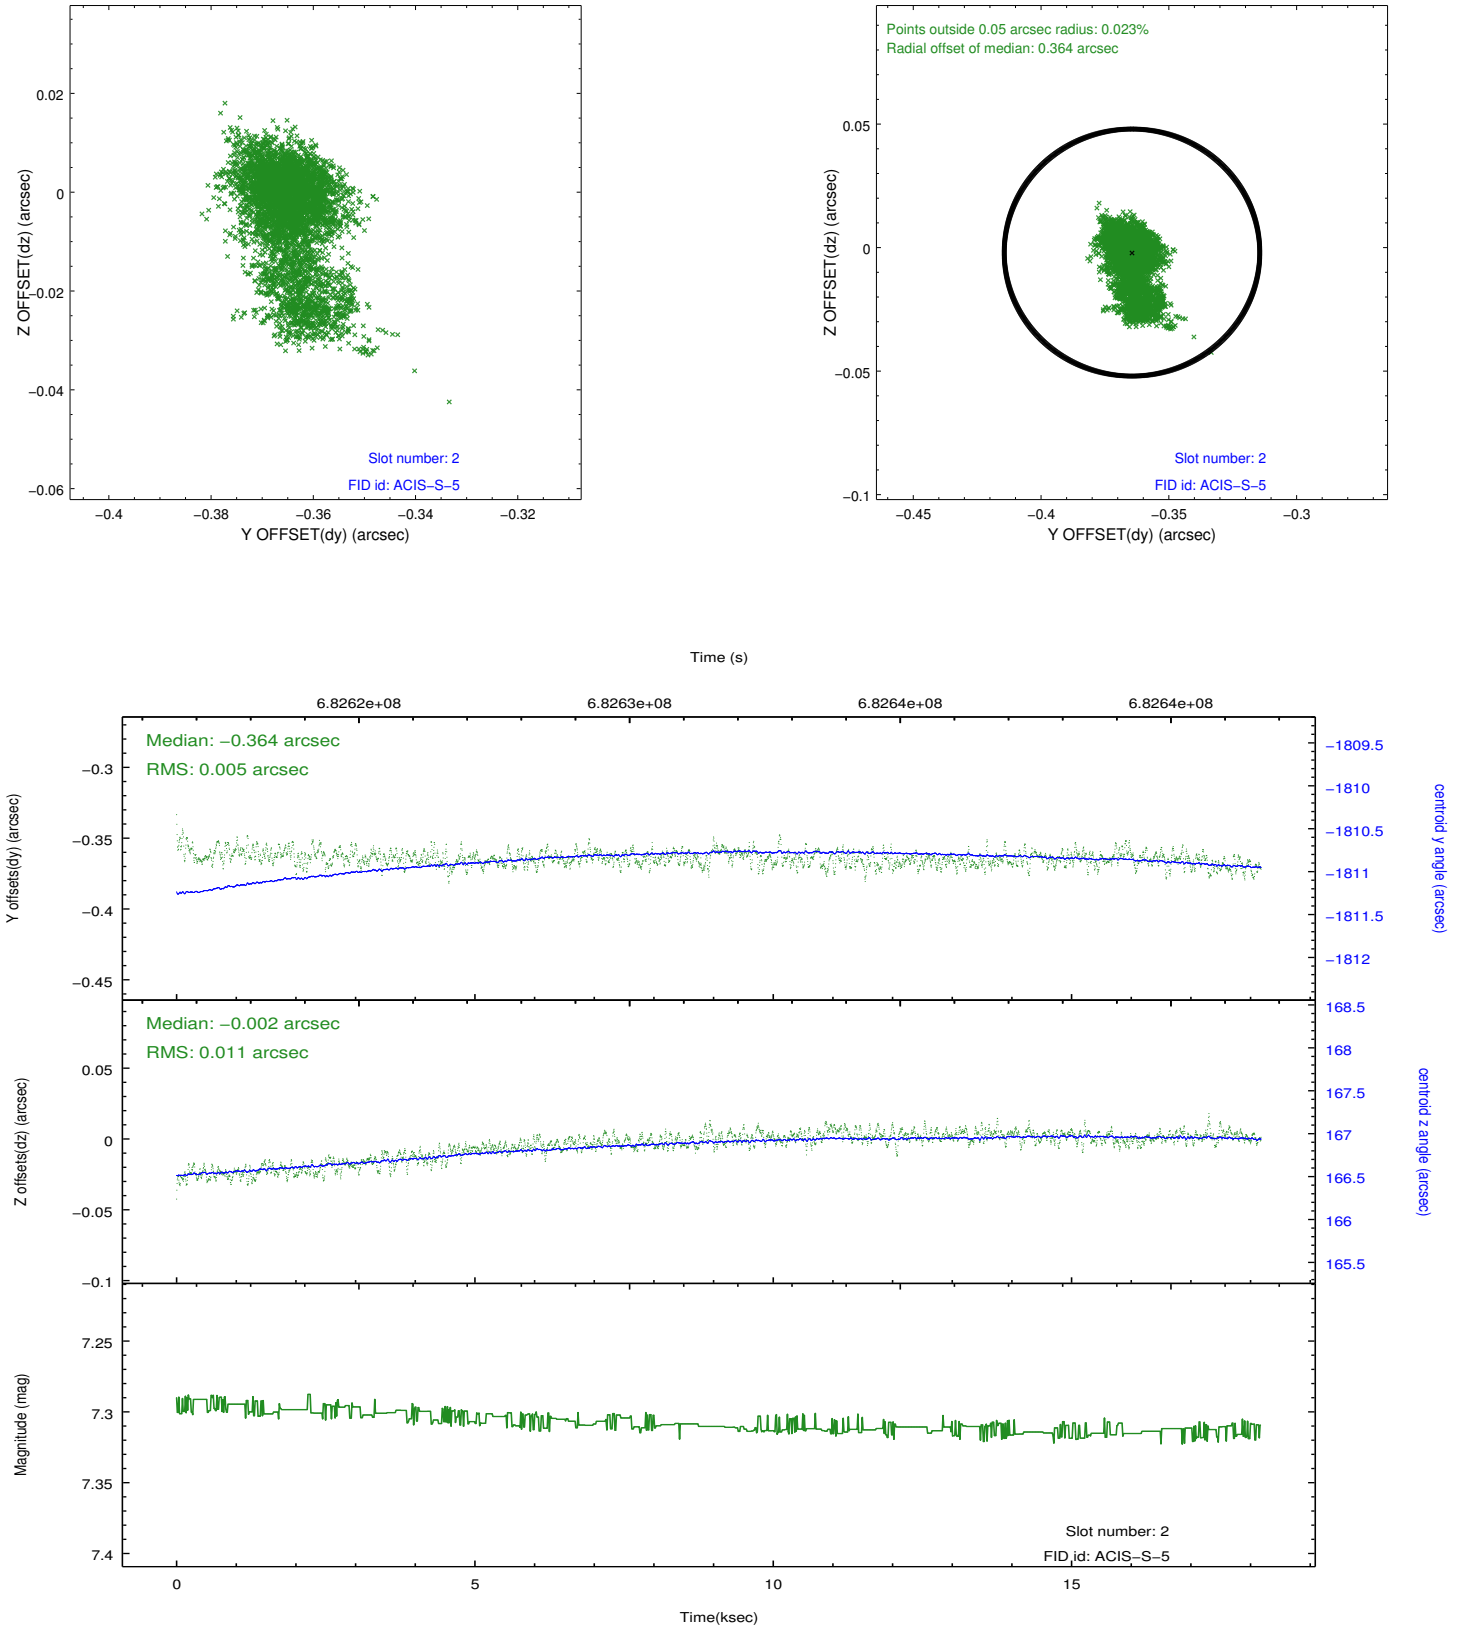 0.02
0
−0.02
−0.04
−0.06
Z OFFSET(dz) (arcsec)
Slot number: 2
FID id: ACIS−S−5
−0.4
−0.38
−0.36
−0.34
−0.32
Y OFFSET(dy) (arcsec)
Points outside 0.05 arcsec radius: 0.023%
Radial offset of median: 0.364 arcsec
0.05
0
−0.05
−0.1
Z OFFSET(dz) (arcsec)
Slot number: 2
FID id: ACIS−S−5
−0.45
−0.4
−0.35
−0.3
Y OFFSET(dy) (arcsec)
Time (s)
6.8262e+08
6.8263e+08
6.8264e+08
6.8264e+08
Median: −0.364 arcsec
RMS: 0.005 arcsec
−0.3
−0.35
−0.4
−0.45
Y offsets(dy) (arcsec)
−1809.5
−1810
−1810.5
−1811
−1811.5
−1812
centroid y angle (arcsec)
Median: −0.002 arcsec
RMS: 0.011 arcsec
0.05
0
−0.05
−0.1
Z offsets(dz) (arcsec)
168.5
168
167.5
167
166.5
166
165.5
centroid z angle (arcsec)
7.25
7.3
7.35
7.4
Magnitude (mag)
Slot number: 2
FID id: ACIS−S−5
0
5
10
15
Time(ksec)